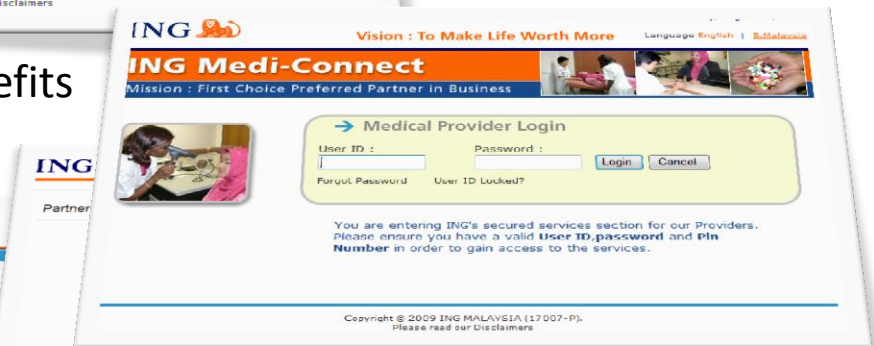 isclaimers
efits
ING
Partner
ING
Vision : To Make Life Worth More
Language English | B.Malaysia
ING Medi-Connect
Mission : First Choice Preferred Partner in Business
→ Medical Provider Login
User ID :
Password :
Login
Cancel
Forgot Password
User ID Locked?
You are entering ING's secured services section for our Providers.
Please ensure you have a valid User ID,password and Pin
Number in order to gain access to the services.
Copyright © 2009 ING MALAYSIA (17007-P).
Please read our Disclaimers